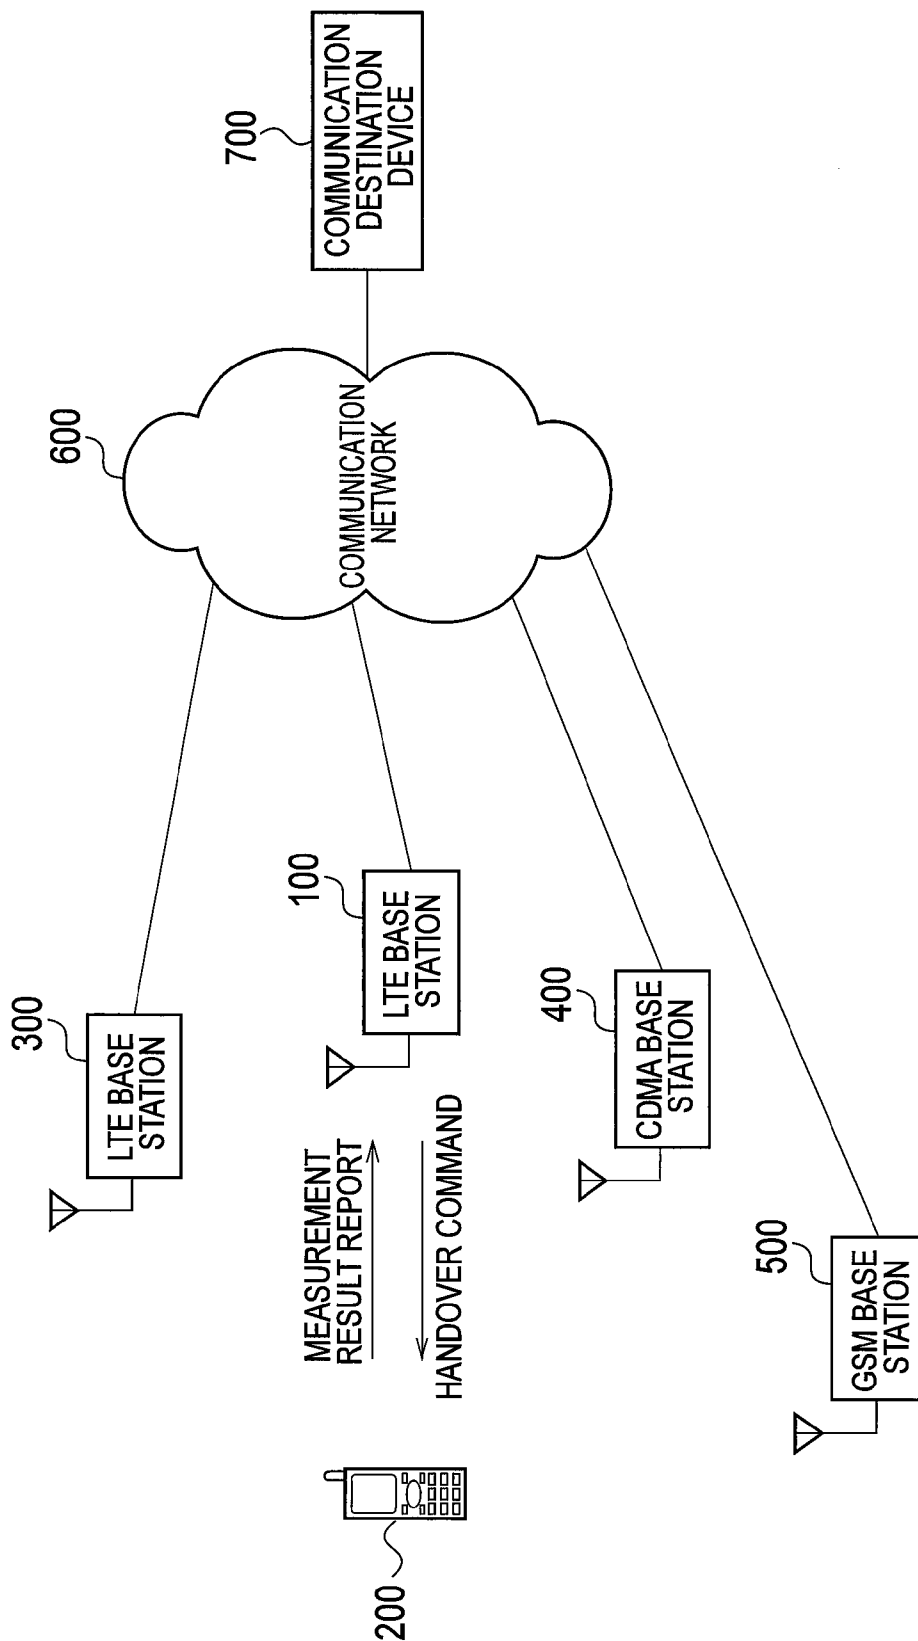 300
LTE BASE
STATION
600
700
COMMUNICATION
DESTINATION
DEVICE
COMMUNICATION
NETWORK
MEASUREMENT
RESULT REPORT
100
LTE BASE
STATION
200
HANDOVER COMMAND
400
CDMA BASE
STATION
500
GSM BASE
STATION